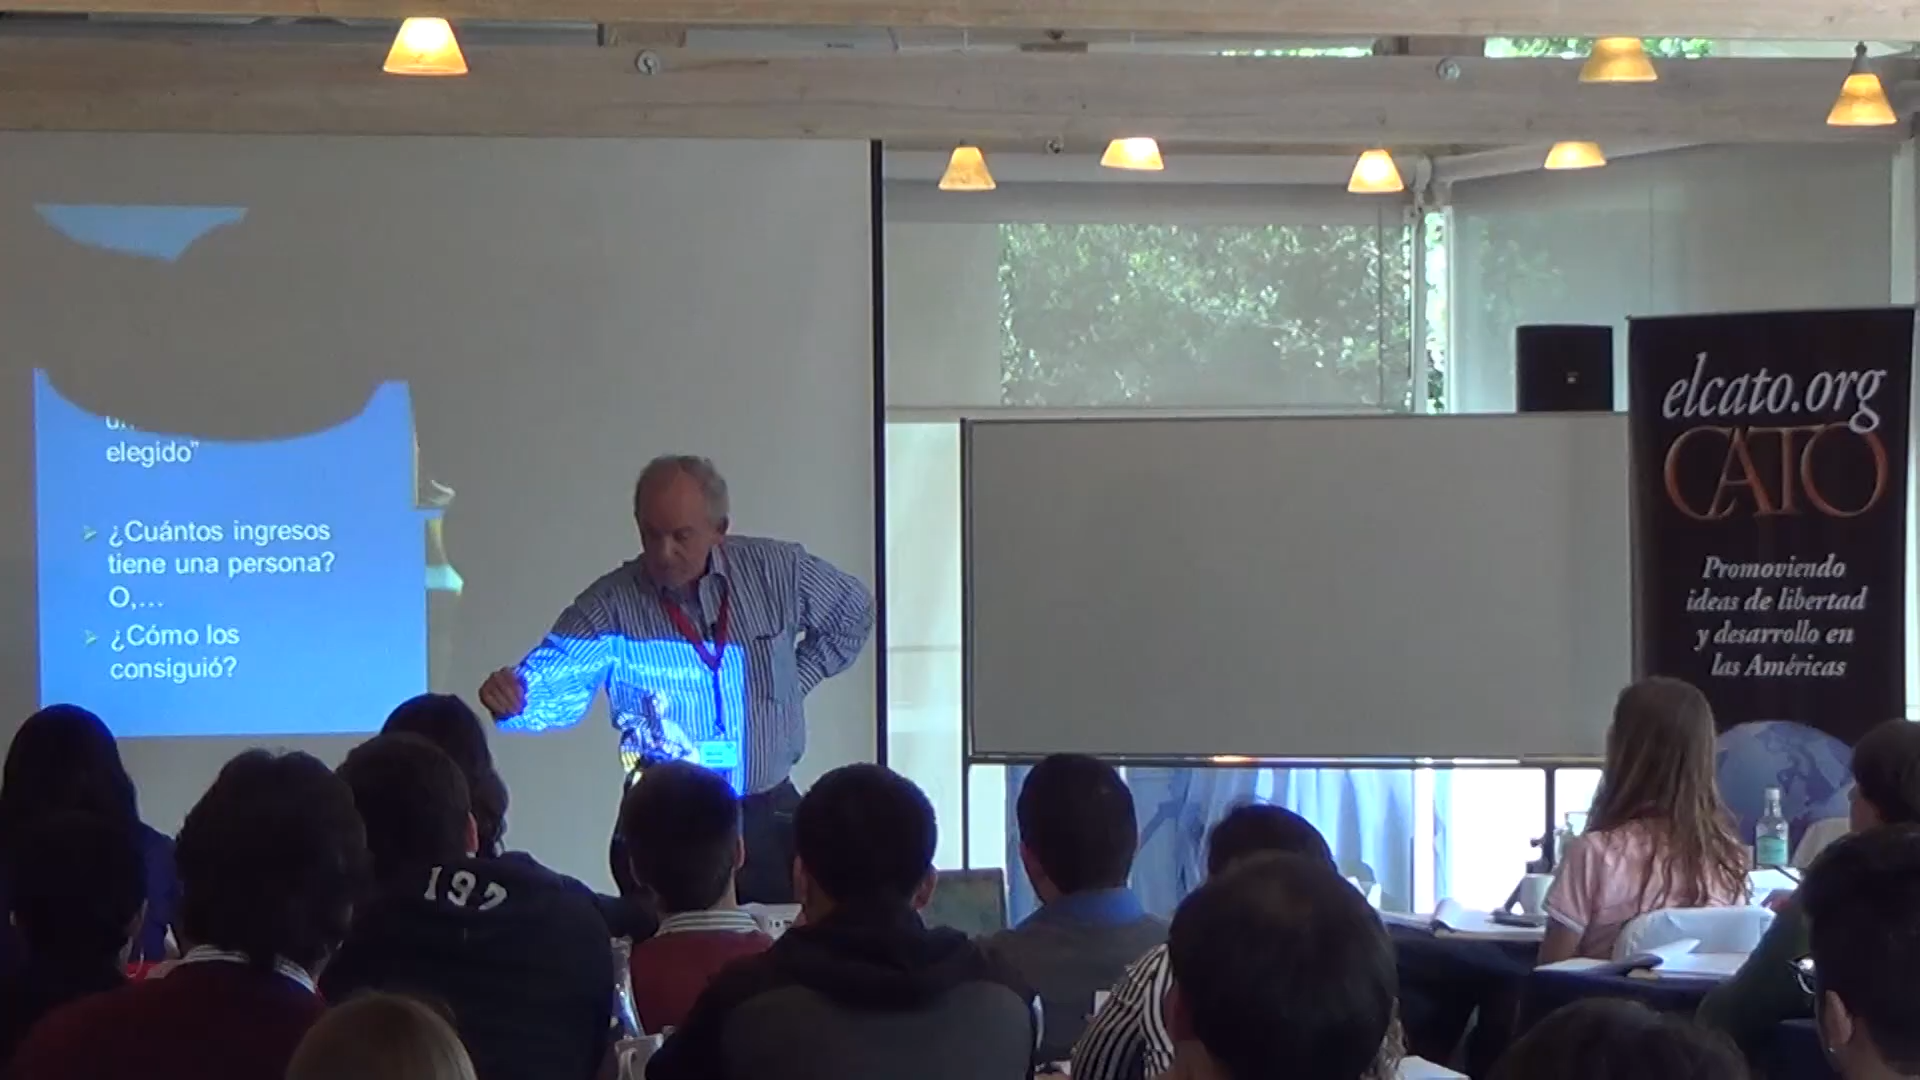 elegido”
¿Cuántos ingresos
tiene una persona?
O,...
¿Cómo los
consiguió?
197
elcato.org
CATO
Promoviendo
ideas de libertad
y desarrollo en
las Américas